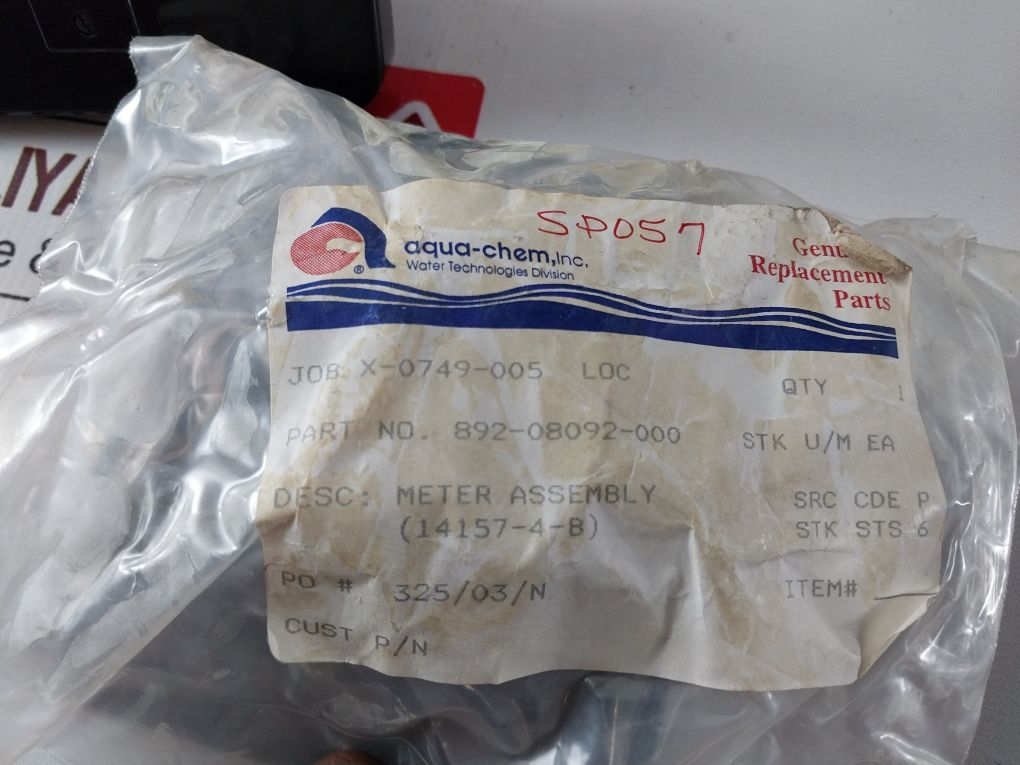 SP057
aqua-chem, Inc.
Water Technologies Division
®
Replacement
Parts
JOB X-0749-005 LOC QTY 1
PART NO. 892-08092-000 STK U/M EA
DESC: METER ASSEMBLY SRC CDE P
(14157-4-B) STK STS 6
PO # 325/03/N ITEM#
CUST P/N